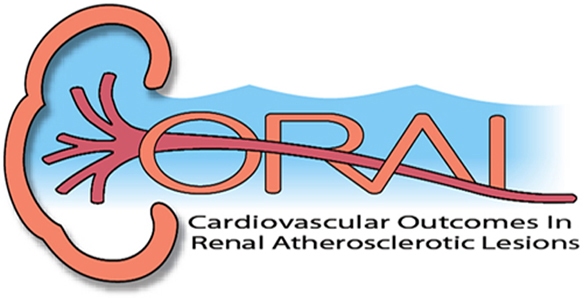 CORAL
Cardiovascular Outcomes In
Renal Atherosclerotic Lesions